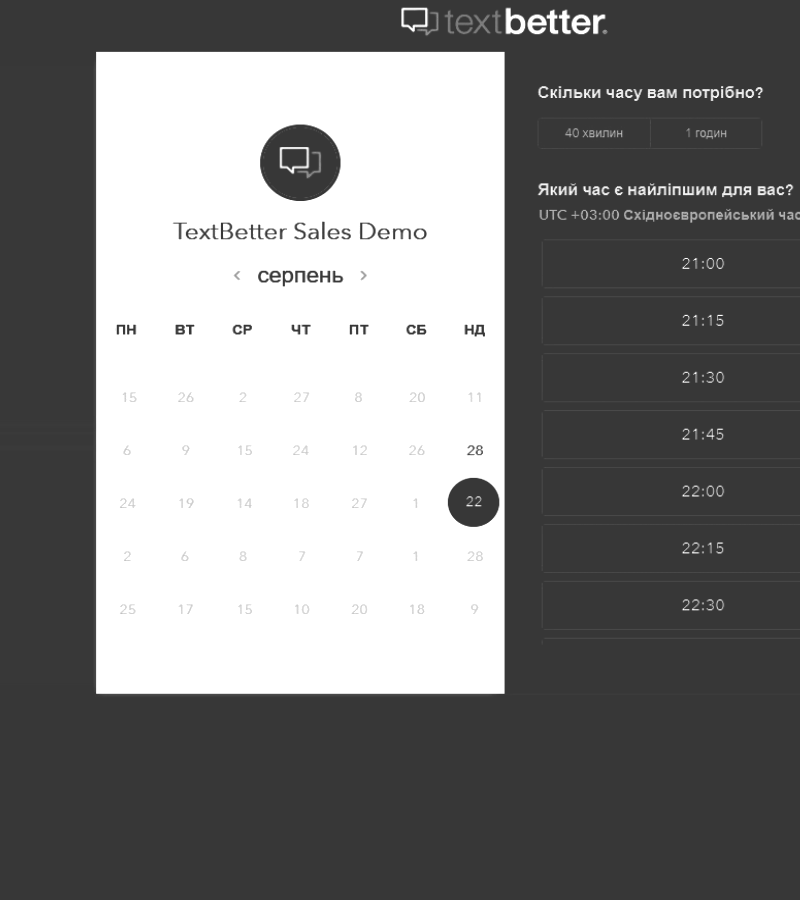 textbetter.
TextBetter Sales Demo
< серпень >
ПН ВТ СР ЧТ ПТ СБ НД
15 26 2 27 8 20 11
6 9 15 24 12 26 28
24 19 14 18 27 1 22
2 6 8 7 7 1 28
25 17 15 10 20 18 9
Скільки часу вам потрібно?
40 хвилин 1 годин
Який час є найліпшим для вас?
UTC +03:00 Східноєвропейський час
21:00
21:15
21:30
21:45
22:00
22:15
22:30